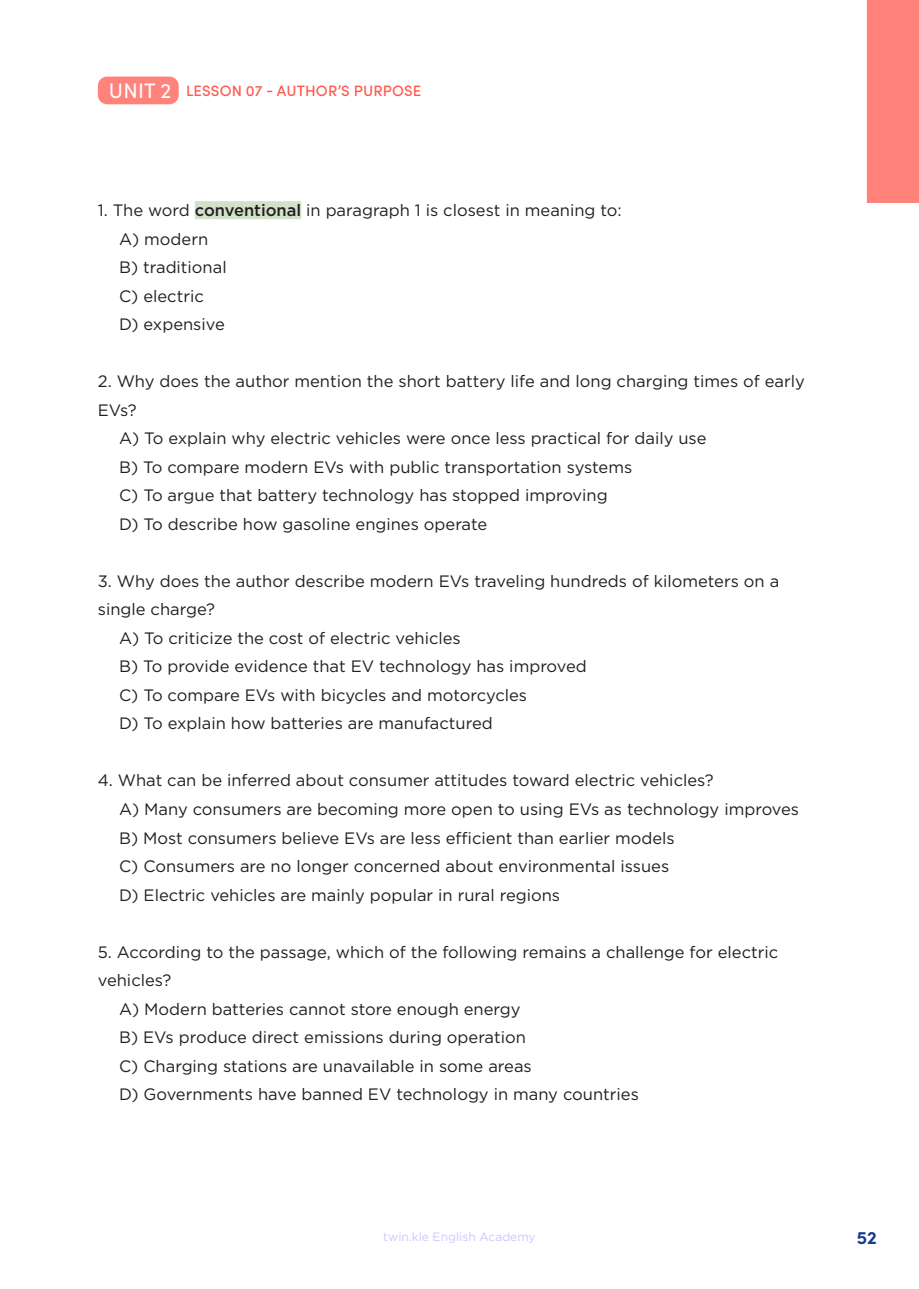 UNIT 2 LESSON 07 - AUTHOR'S PURPOSE
1. The word conventional in paragraph 1 is closest in meaning to:
A) modern
B) traditional
C) electric
D) expensive
2. Why does the author mention the short battery life and long charging times of early
EVs?
A) To explain why electric vehicles were once less practical for daily use
B) To compare modern EVs with public transportation systems
C) To argue that battery technology has stopped improving
D) To describe how gasoline engines operate
3. Why does the author describe modern EVs traveling hundreds of kilometers on a
single charge?
A) To criticize the cost of electric vehicles
B) To provide evidence that EV technology has improved
C) To compare EVs with bicycles and motorcycles
D) To explain how batteries are manufactured
4. What can be inferred about consumer attitudes toward electric vehicles?
A) Many consumers are becoming more open to using EVs as technology improves
B) Most consumers believe EVs are less efficient than earlier models
C) Consumers are no longer concerned about environmental issues
D) Electric vehicles are mainly popular in rural regions
5. According to the passage, which of the following remains a challenge for electric
vehicles?
A) Modern batteries cannot store enough energy
B) EVs produce direct emissions during operation
C) Charging stations are unavailable in some areas
D) Governments have banned EV technology in many countries
twin.kle English Academy
52